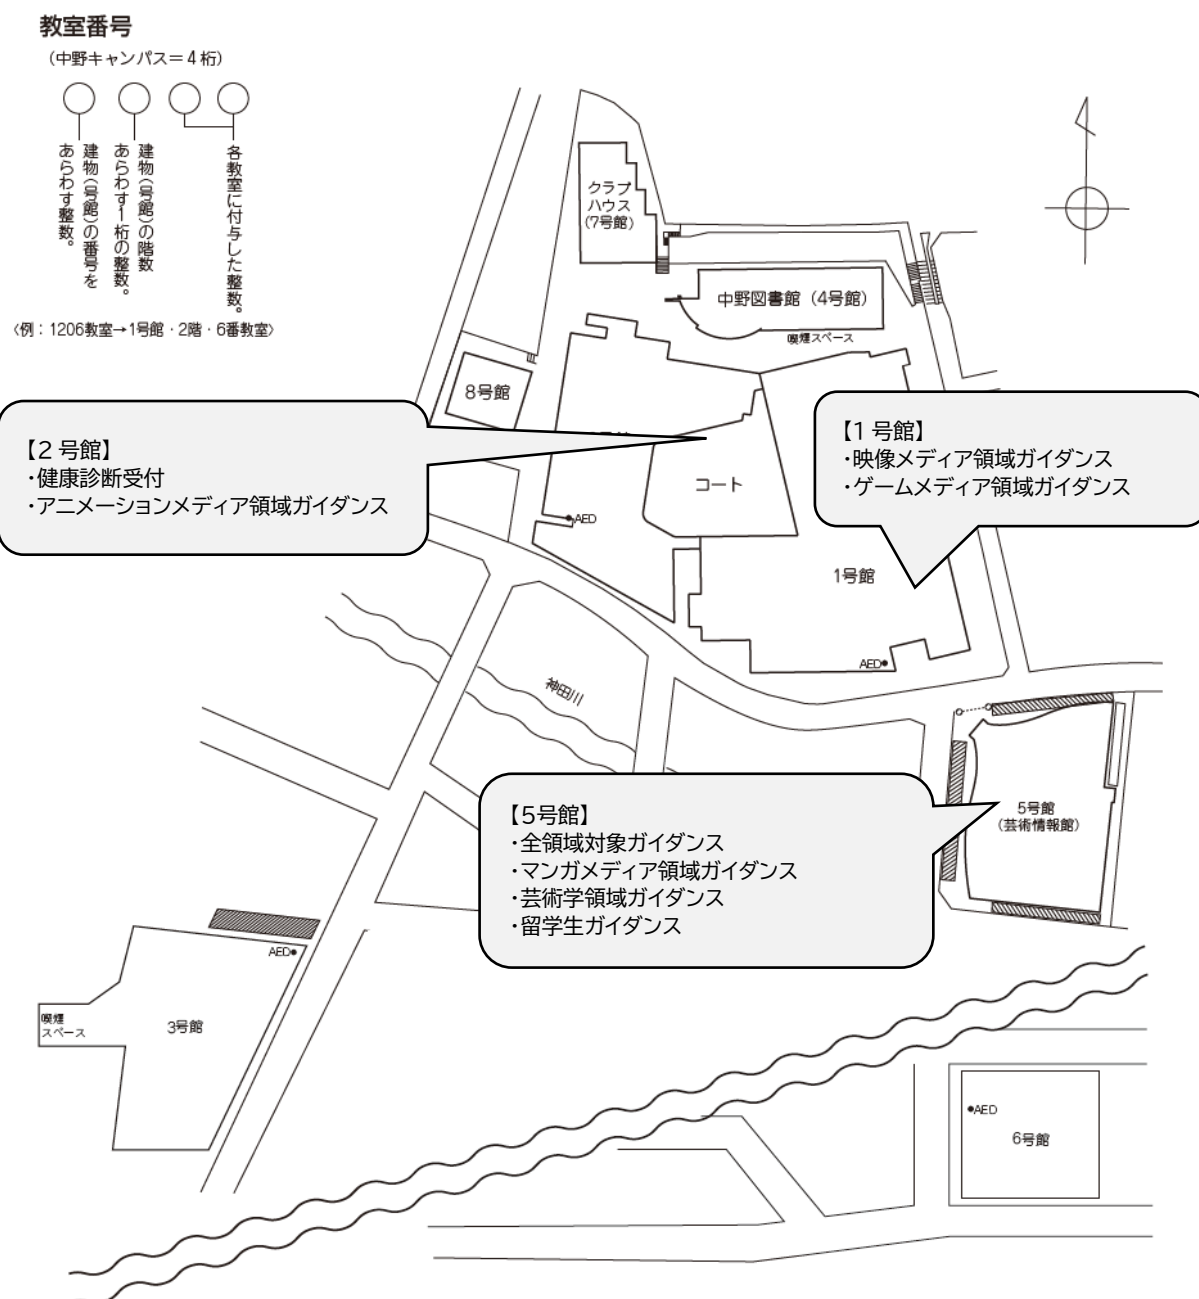 教室番号
（中野キャンパス＝４桁）
建物（号館）の番号を
あらわす整数。
建物（号館）の階数
あらわす1桁の整数。
各教室に付与した整数。
〈例：1206教室→1号館・2階・6番教室〉
クラブ
ハウス
(7号館)
中野図書館（4号館）
喫煙スペース
8号館
【2 号館】
・健康診断受付
・アニメーションメディア領域ガイダンス
【1 号館】
・映像メディア領域ガイダンス
・ゲームメディア領域ガイダンス
コート
AED
1号館
AED
神田川
【5号館】
・全領域対象ガイダンス
・マンガメディア領域ガイダンス
・芸術学領域ガイダンス
・留学生ガイダンス
5号館
(芸術情報館)
AED
喫煙
スペース
3号館
AED
6号館